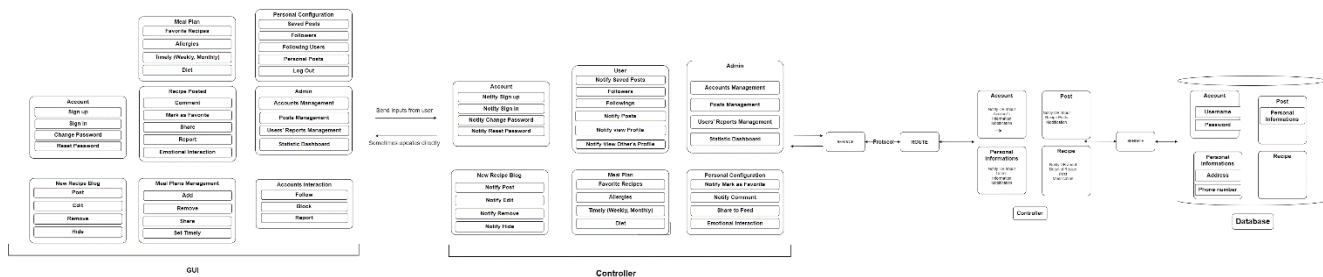 Meal Plan
Favorite Recipes
Allergies
Timely (Weekly, Monthly)
Diet
Personal Configuration
Saved Posts
Followers
Following Users
Personal Posts
Log Out
Account
Sign up
Sign in
Change Password
Reset Password
Recipe Posted
Comment
Mark as Favorite
Share
Report
Emotional Interaction
Admin
Accounts Management
Posts Management
Users' Reports Management
Statistic Dashboard
New Recipe Blog
Post
Edit
Remove
Hide
Meal Plans Management
Add
Remove
Share
Set Timely
Accounts Interaction
Follow
Block
Report
GUI
Send inputs from user
Sometimes updates directly
Account
Notify Sign up
Notify Sign in
Notify Change Password
Notify Reset Password
User
Notify Saved Posts
Followers
Followings
Notify Posts
Notify view Profile
Notify View Other's Profile
Admin
Accounts Management
Posts Management
Users' Reports Management
Statistic Dashboard
New Recipe Blog
Notify Post
Notify Edit
Notify Remove
Notify Hide
Meal Plan
Favorite Recipes
Allergies
Timely (Weekly, Monthly)
Diet
Personal Configuration
Notify Mark as Favorite
Notify Comment
Share to Feed
Emotional Interaction
Controller
Protocol
ROUTE
Account
Post
Personal
Informations
Recipe
Controller
Account
Username
Password
Post
Personal
Informations
Personal
Informations
Address
Phone number
Recipe
Database